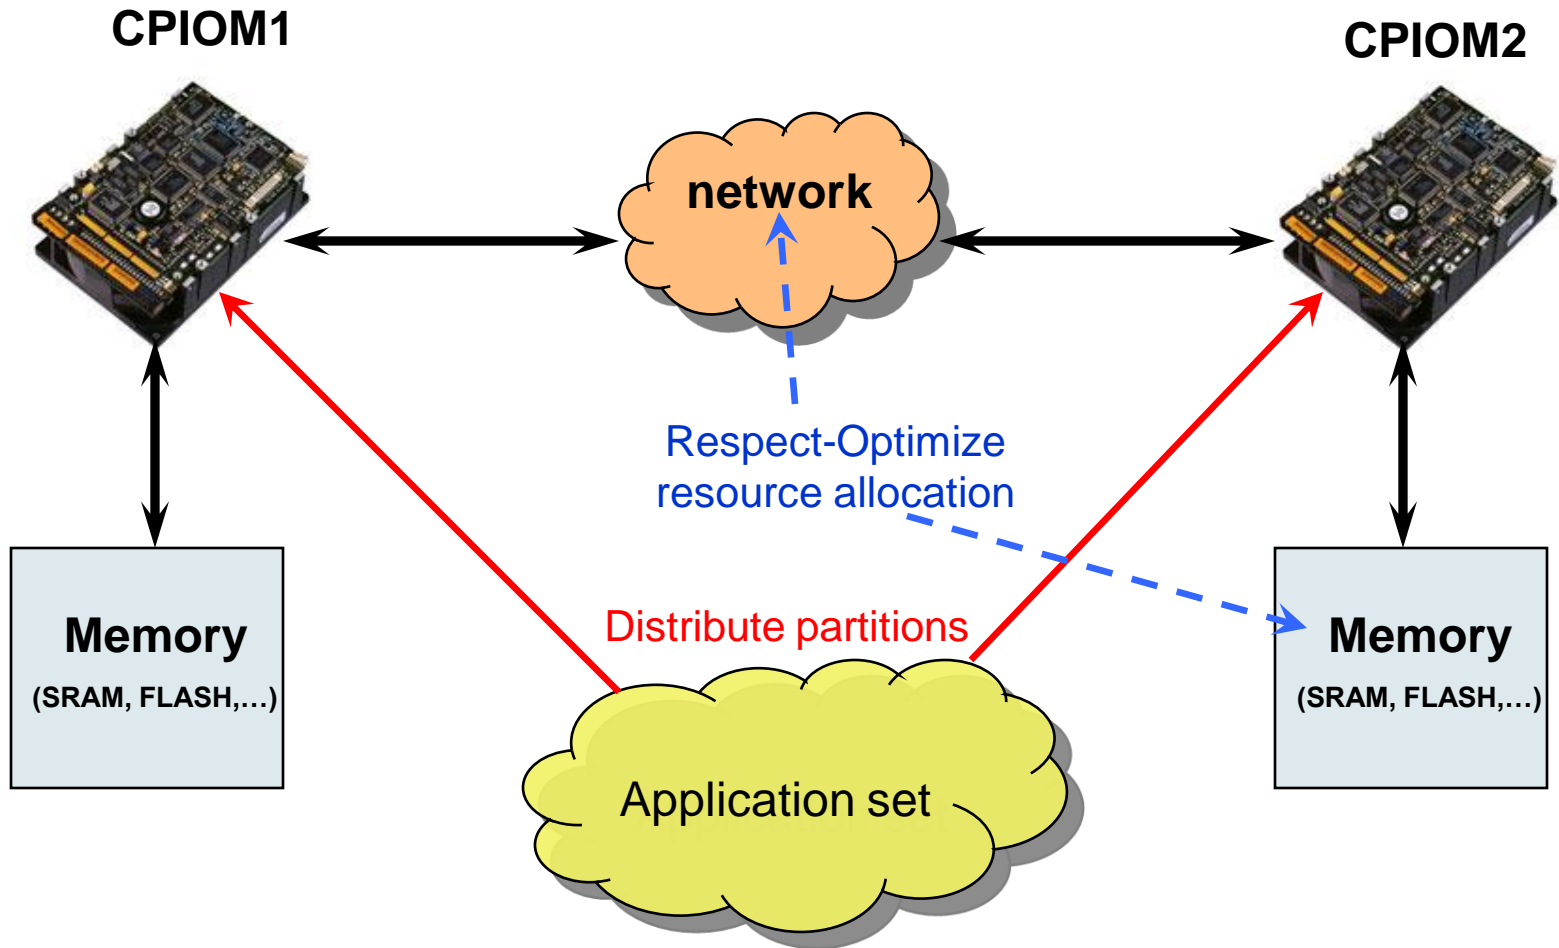 CPIOM1
CPIOM2
network
Respect-Optimize
resource allocation
Distribute partitions
Memory
(SRAM, FLASH,...)
Memory
(SRAM, FLASH,...)
Application set